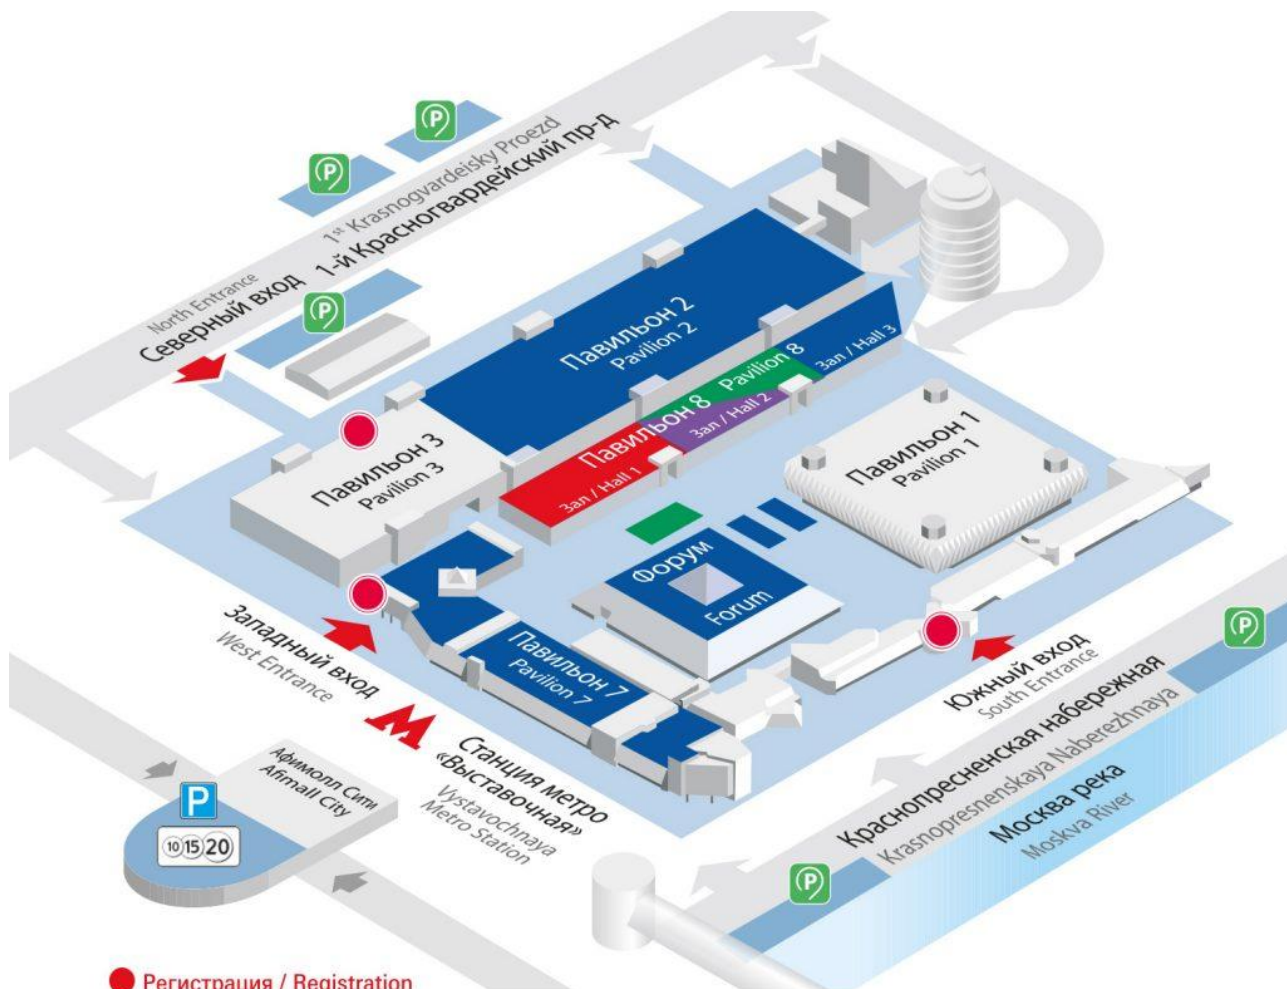 1st Krasnogvardeisky Proezd
1-й Красногвардейский пр-д
North Entrance
Северный вход
Павильон 2
Pavilion 2
Павильон 8 Pavilion 8
Зал / Hall 1
Зал / Hall 2
Зал / Hall 3
Павильон 3
Pavilion 3
Павильон 1
Pavilion 1
Форум
Forum
Павильон 7
Pavilion 7
Западный вход
West Entrance
Южный вход
South Entrance
Станция метро
«Выставочная»
Vystavochnaya
Metro Station
Краснопресненская набережная
Krasnopresnenskaya Naberezhnaya
Москва река
Moskva River
Афимолл Сити
Afimall City
P
P
P
P
P
P
10 15 20
Регистрация / Registration